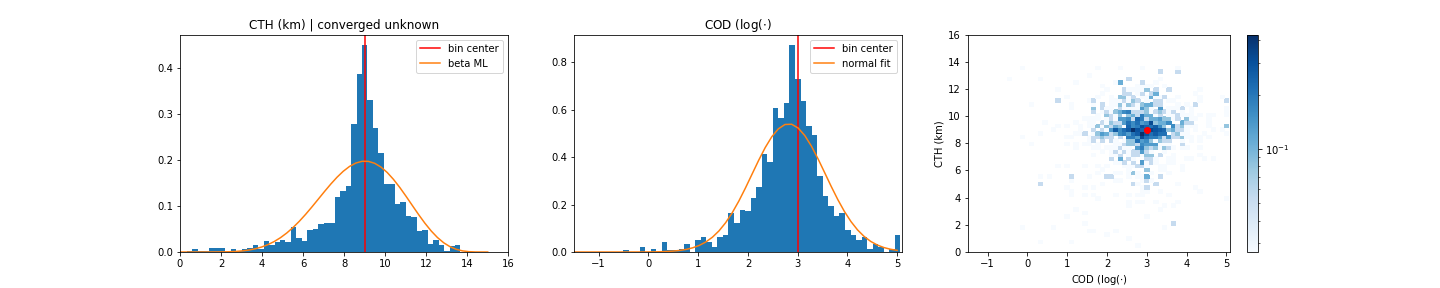 CTH (km) | converged unknown
0.4
0.3
0.2
0.1
0.0
0 2 4 6 8 10 12 14 16
bin center
beta ML
COD (log(·)
0.8
0.6
0.4
0.2
0.0
−1 0 1 2 3 4 5
bin center
normal fit
16
14
12
10
8
6
4
2
0
CTH (km)
−1 0 1 2 3 4 5
COD (log(·)
10⁻¹